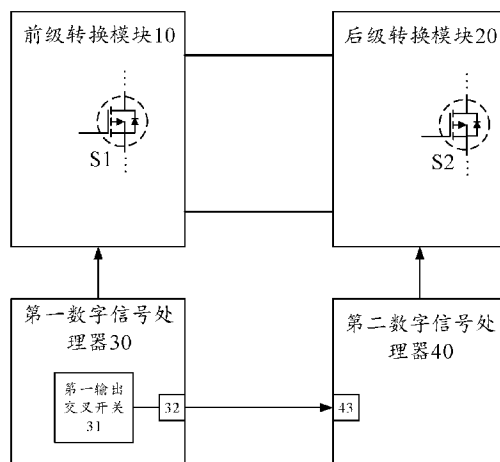 前级转换模块10
后级转换模块20
S1
S2
第一数字信号处
理器30
第二数字信号处
理器40
第一输出
交叉开关
31
32
43